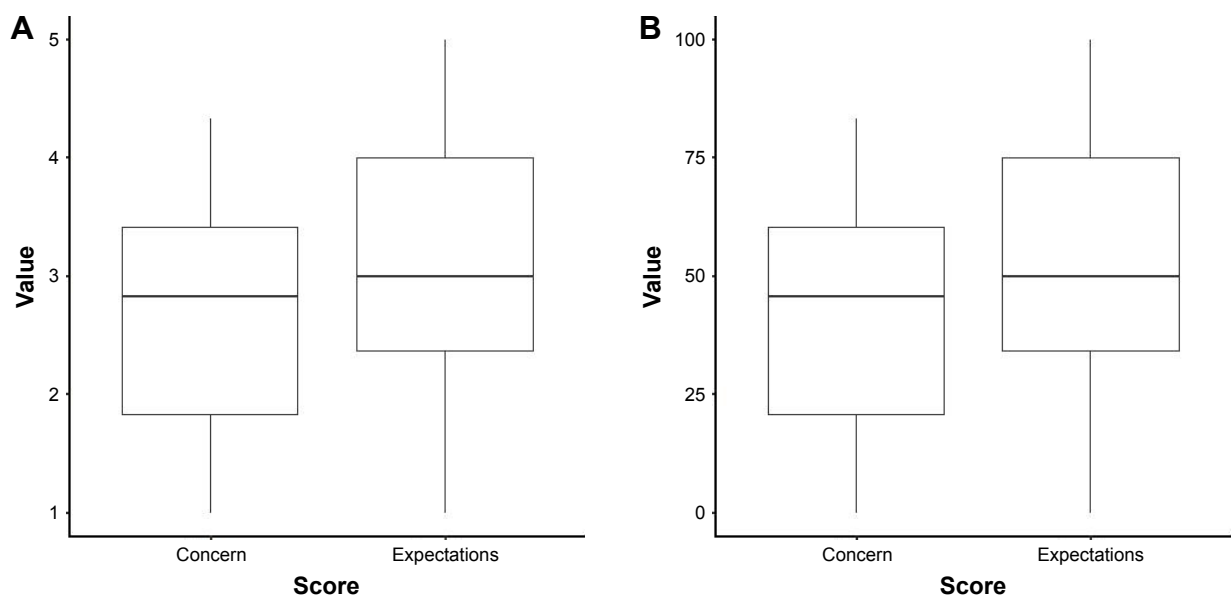 A
5
4
3
2
1
Value
Concern
Expectations
Score
B
100
75
50
25
0
Value
Concern
Expectations
Score